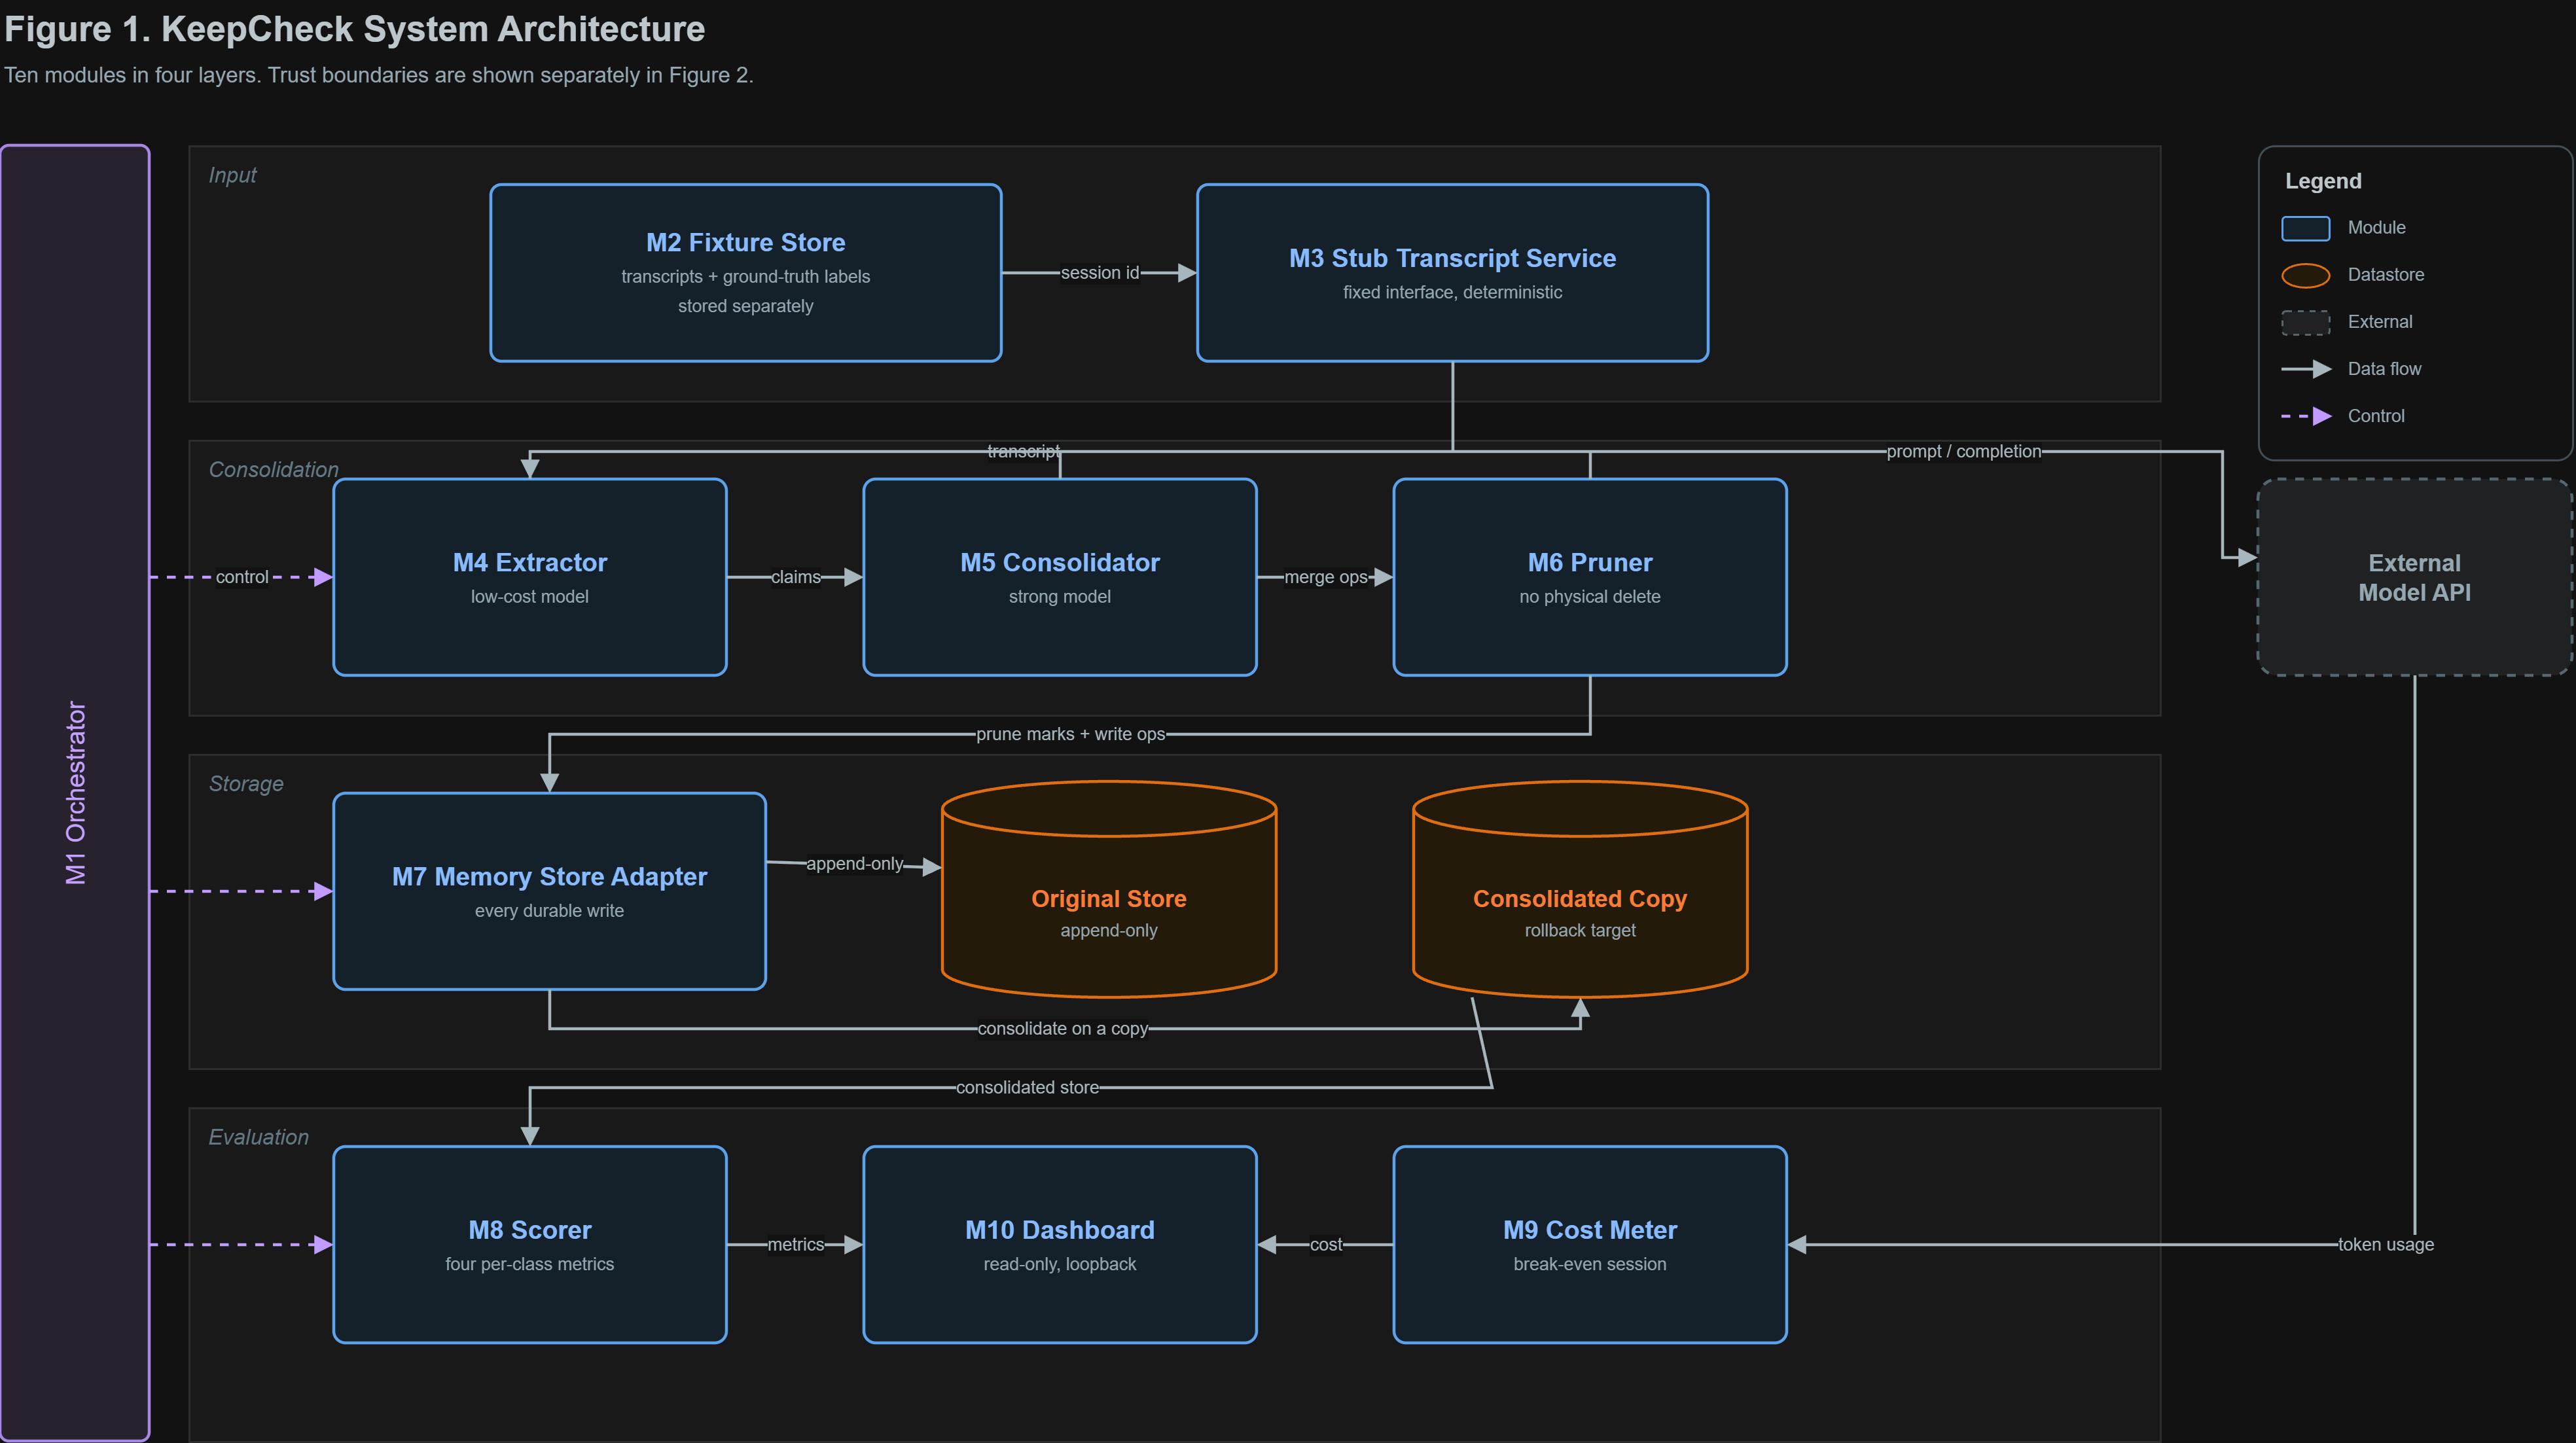 Figure 1. KeepCheck System Architecture
Ten modules in four layers. Trust boundaries are shown separately in Figure 2.
M1 Orchestrator
Input
M2 Fixture Store
transcripts + ground-truth labels
stored separately
session id
M3 Stub Transcript Service
fixed interface, deterministic
Legend
Module
Datastore
External
Data flow
Control
Consolidation
transcript
prompt / completion
control
M4 Extractor
low-cost model
claims
M5 Consolidator
strong model
merge ops
M6 Pruner
no physical delete
External
Model API
prune marks + write ops
Storage
M7 Memory Store Adapter
every durable write
append-only
Original Store
append-only
Consolidated Copy
rollback target
consolidate on a copy
consolidated store
Evaluation
M8 Scorer
four per-class metrics
metrics
M10 Dashboard
read-only, loopback
cost
M9 Cost Meter
break-even session
token usage